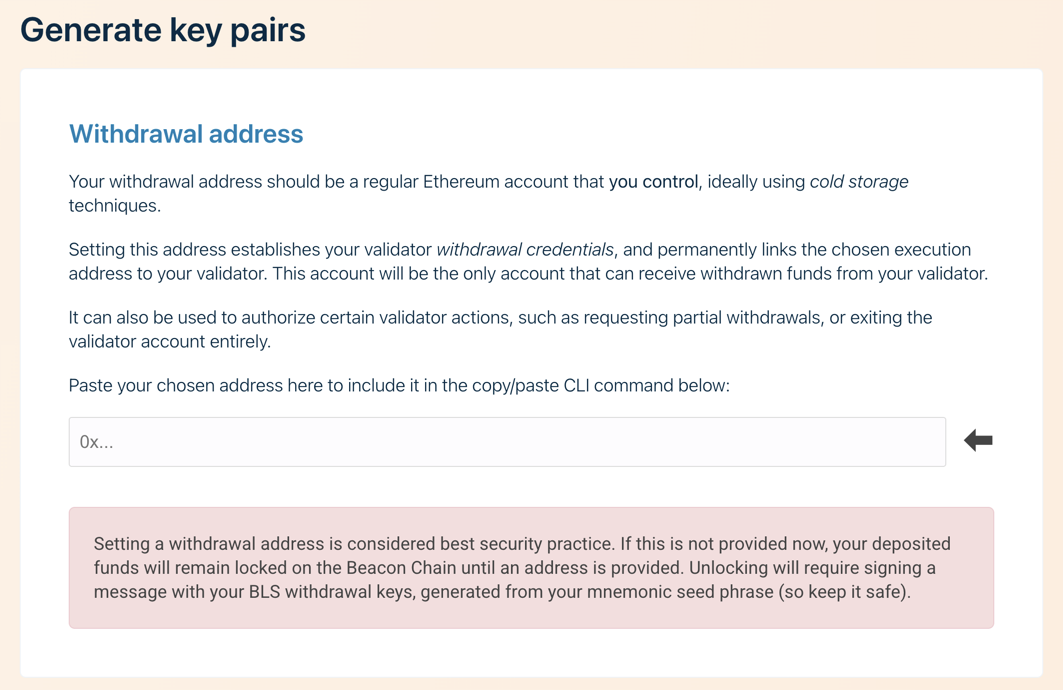 Generate key pairs
Withdrawal address
Your withdrawal address should be a regular Ethereum account that you control, ideally using cold storage
techniques.
Setting this address establishes your validator withdrawal credentials, and permanently links the chosen execution
address to your validator. This account will be the only account that can receive withdrawn funds from your validator.
It can also be used to authorize certain validator actions, such as requesting partial withdrawals, or exiting the
validator account entirely.
Paste your chosen address here to include it in the copy/paste CLI command below:
0x...
Setting a withdrawal address is considered best security practice. If this is not provided now, your deposited
funds will remain locked on the Beacon Chain until an address is provided. Unlocking will require signing a
message with your BLS withdrawal keys, generated from your mnemonic seed phrase (so keep it safe).